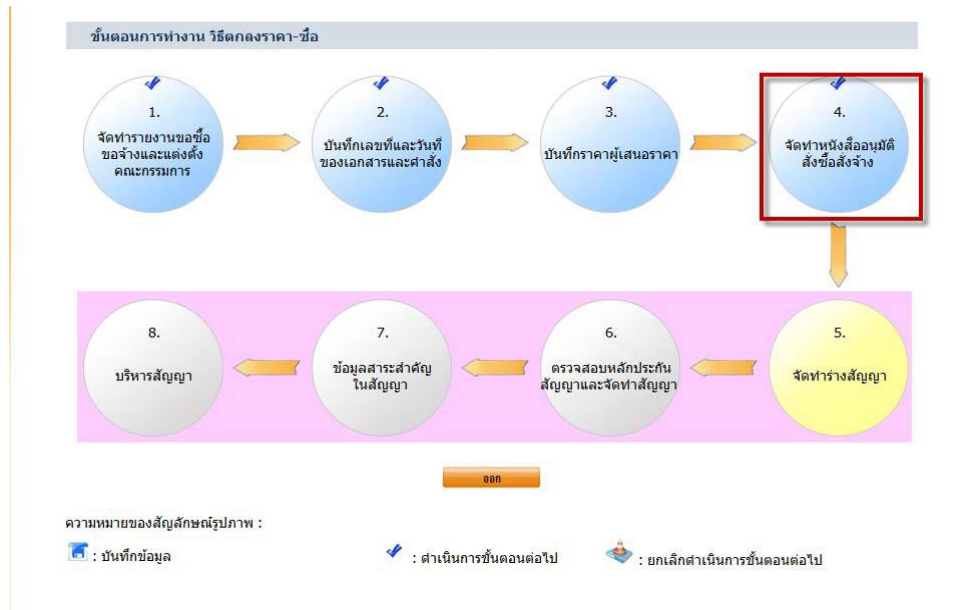 ขั้นตอนการทำงาน วิธีตกลงราคา-ซื้อ
1.
จัดทำรายงานขอซื้อ
ขอจ้างและแต่งตั้ง
คณะกรรมการ
2.
บันทึกเลขที่และวันที่
ของเอกสารและคำสั่ง
3.
บันทึกราคาผู้เสนอราคา
4.
จัดทำหนังสืออนุมัติ
สั่งซื้อสั่งจ้าง
8.
บริหารสัญญา
7.
ข้อมูลสาระสำคัญ
ในสัญญา
6.
ตรวจสอบหลักประกัน
สัญญาและจัดทำสัญญา
5.
จัดทำร่างสัญญา
ออก
ความหมายของสัญลักษณ์รูปภาพ :
: บันทึกข้อมูล
: ดำเนินการขั้นตอนต่อไป
: ยกเลิกดำเนินการขั้นตอนต่อไป